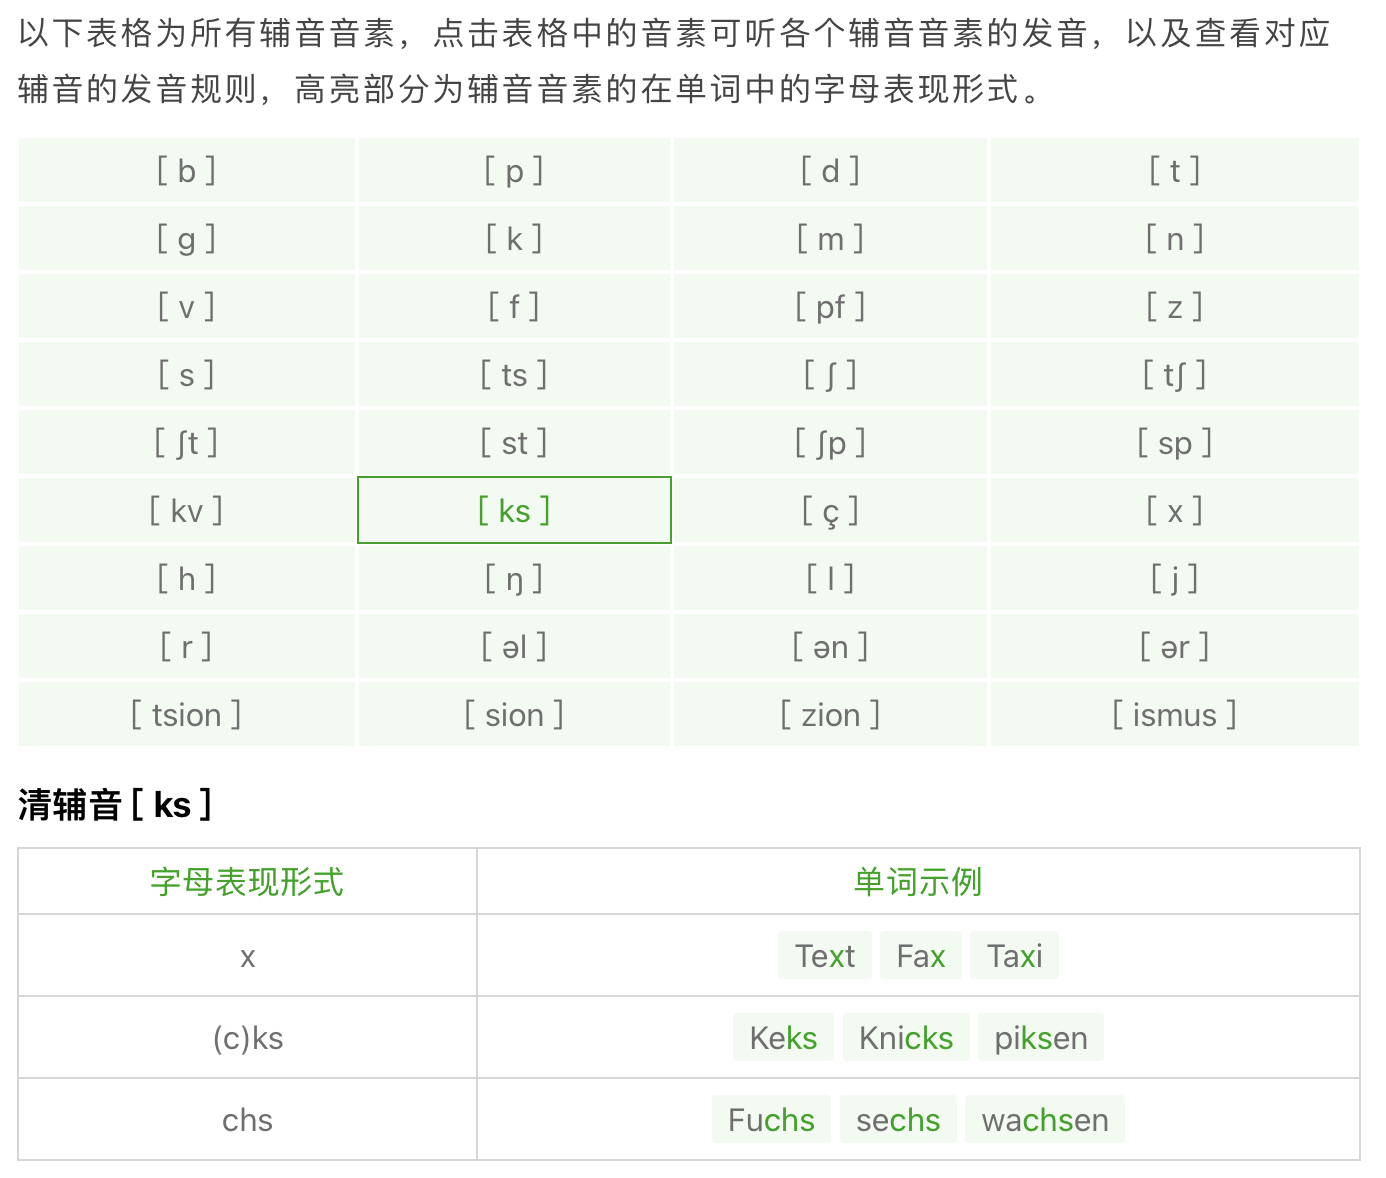 以下表格为所有辅音音素，点击表格中的音素可听各个辅音音素的发音，以及查看对应
辅音的发音规则，高亮部分为辅音音素的在单词中的字母表现形式。
[ b ] [ p ] [ d ] [ t ]
[ g ] [ k ] [ m ] [ n ]
[ v ] [ f ] [ pf ] [ z ]
[ s ] [ ts ] [ ʃ ] [ tʃ ]
[ ʃt ] [ st ] [ ʃp ] [ sp ]
[ kv ] [ ks ] [ ç ] [ x ]
[ h ] [ ŋ ] [ l ] [ j ]
[ r ] [ əl ] [ ən ] [ ər ]
[ tsion ] [ sion ] [ zion ] [ ismus ]
清辅音 [ ks ]
字母表现形式 单词示例
x Text Fax Taxi
(c)ks Keks Knicks piksen
chs Fuchs sechs wachsen